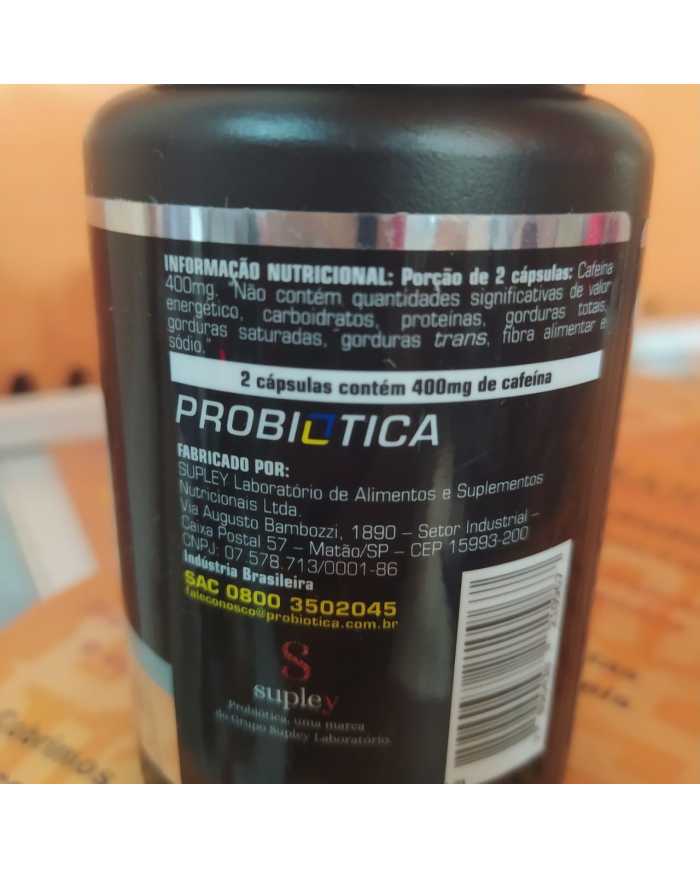 INFORMAÇÃO NUTRICIONAL: Porção de 2 cápsulas: Cafeína
400mg. "Não contém quantidades significativas de valor
energético, carboidratos, proteínas, gorduras totais,
gorduras saturadas, gorduras trans, fibra alimentar e
sódio."
2 cápsulas contém 400mg de cafeína
PROBIOTICA
FABRICADO POR:
SUPLEY Laboratório de Alimentos e Suplementos
Nutricionais Ltda.
Via Augusto Bambozzi, 1890 – Setor Industrial –
Caixa Postal 57 – Matão/SP – CEP 15993-200
CNPJ: 07.578.713/0001-86
Indústria Brasileira
SAC 0800 3502045
faleconosco@probiotica.com.br
supley
Probiótica, uma marca
do Grupo Supley Laboratório.
Cobrimos